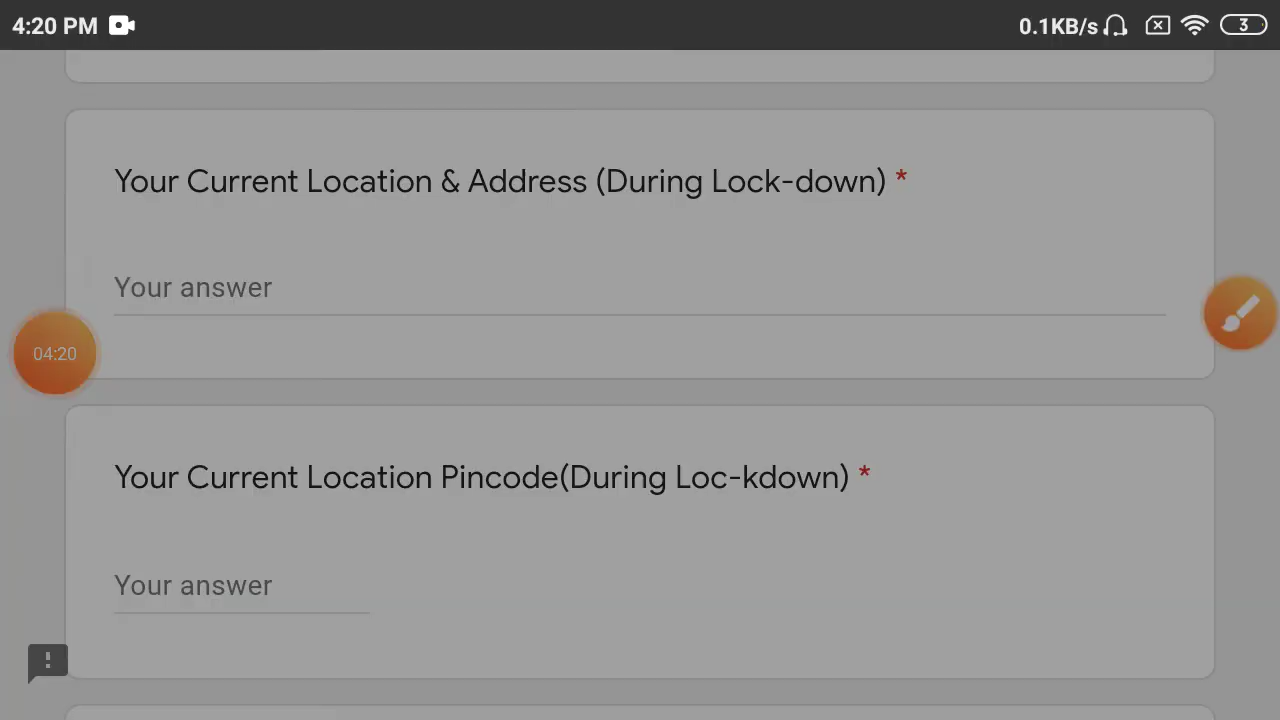 4:20 PM
0.1KB/s
3
Your Current Location & Address (During Lock-down) *
Your answer
04:20
Your Current Location Pincode(During Loc-kdown) *
Your answer